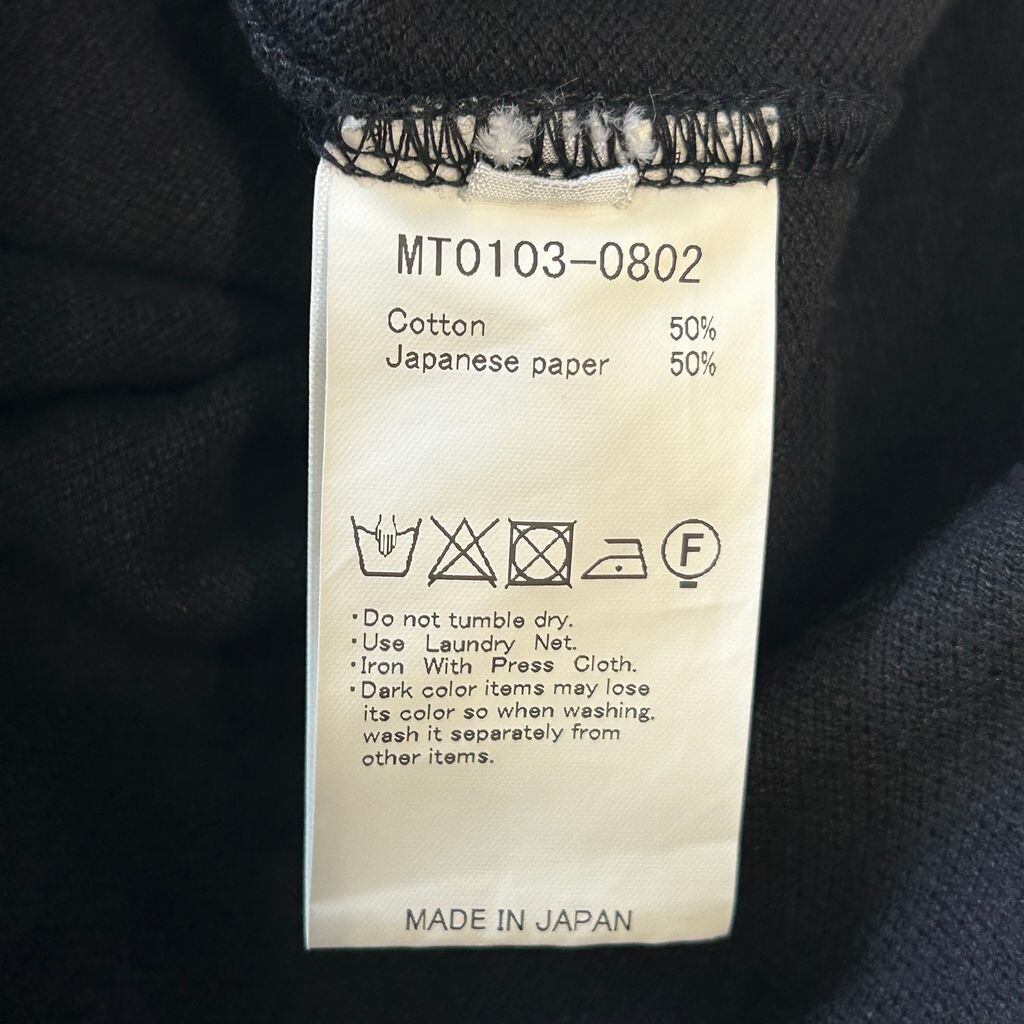 MT0103-0802
Cotton 50%
Japanese paper 50%
F
·Do not tumble dry.
·Use Laundry Net.
·Iron With Press Cloth.
·Dark color items may lose
its color so when washing.
wash it separately from
other items.
MADE IN JAPAN